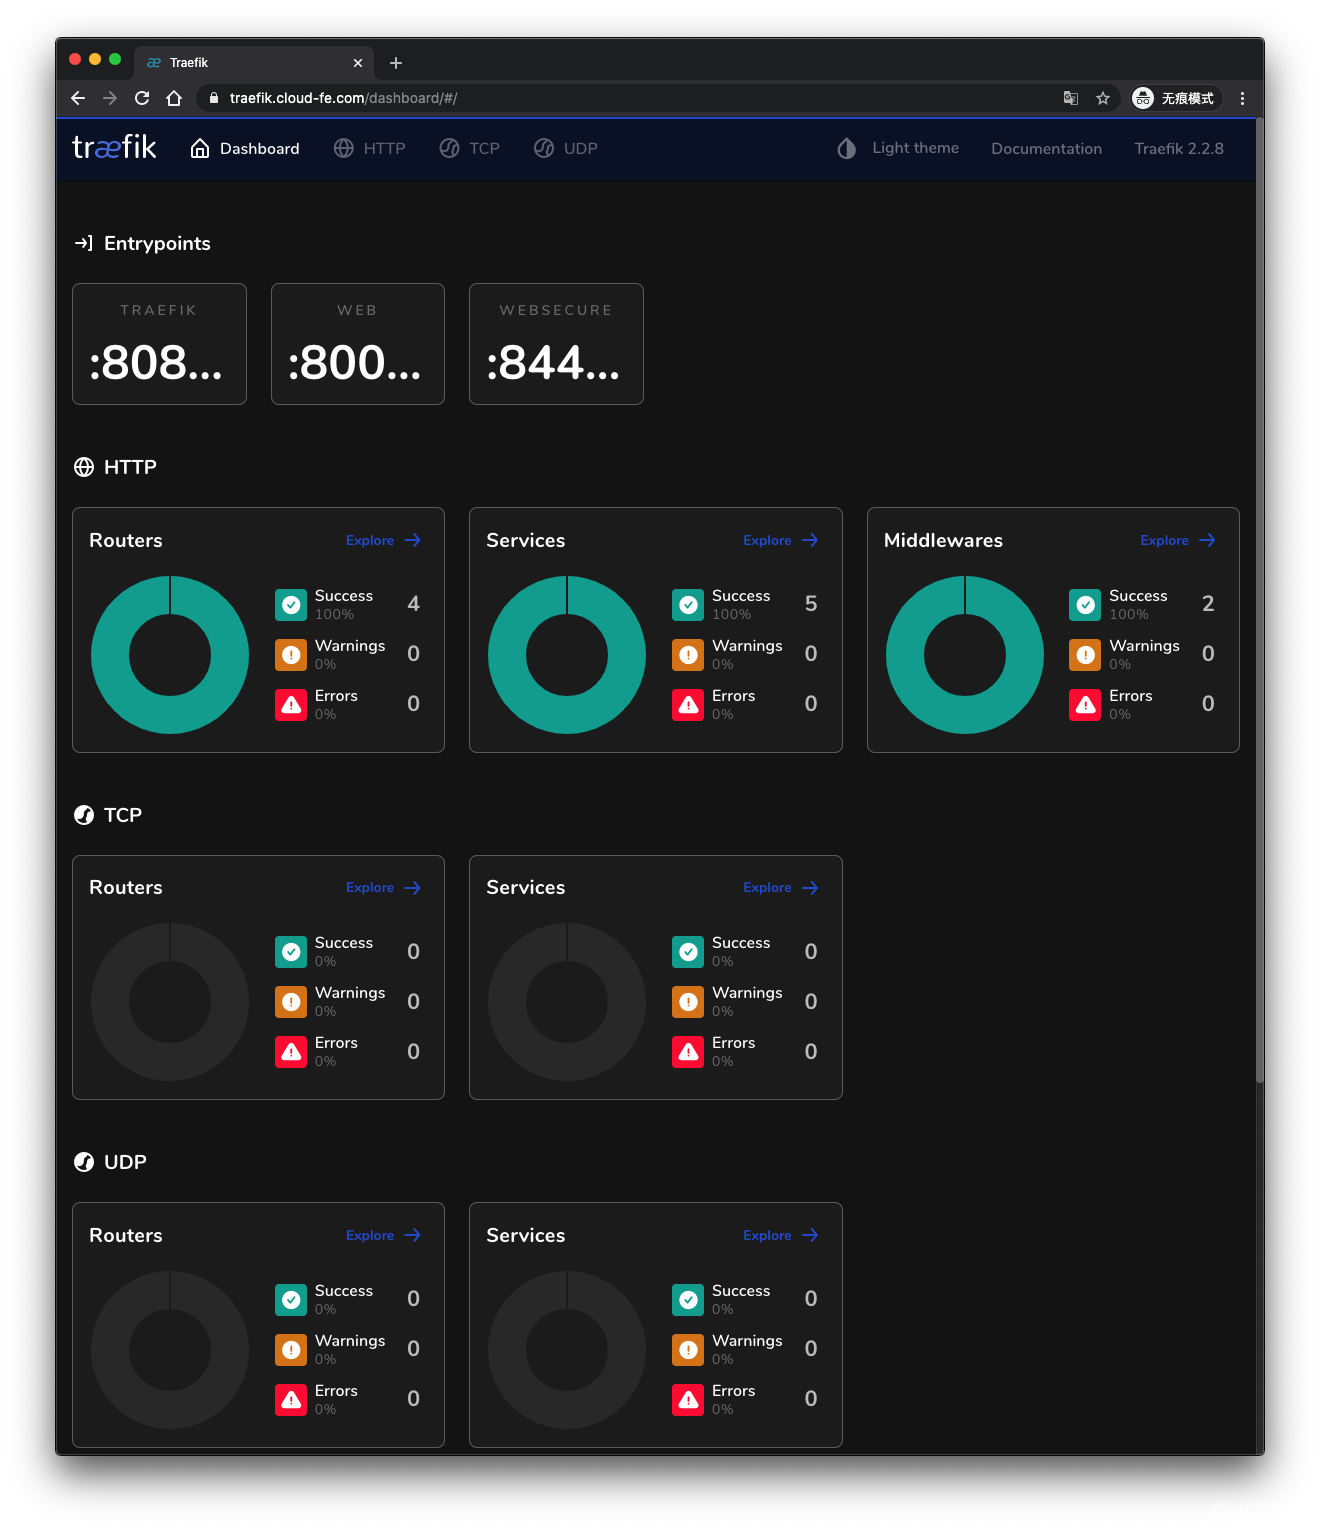 Traefik
traefik.cloud-fe.com/dashboard/#/
无痕模式
træfik Dashboard HTTP TCP UDP Light theme Documentation Traefik 2.2.8
Entrypoints
TRAEFIK WEB WEBSECURE
:808... :800... :844...
HTTP
Routers Explore
Success 4
100%
Warnings 0
0%
Errors 0
0%
Services Explore
Success 5
100%
Warnings 0
0%
Errors 0
0%
Middlewares Explore
Success 2
100%
Warnings 0
0%
Errors 0
0%
TCP
Routers Explore
Success 0
0%
Warnings 0
0%
Errors 0
0%
Services Explore
Success 0
0%
Warnings 0
0%
Errors 0
0%
UDP
Routers Explore
Success 0
0%
Warnings 0
0%
Errors 0
0%
Services Explore
Success 0
0%
Warnings 0
0%
Errors 0
0%